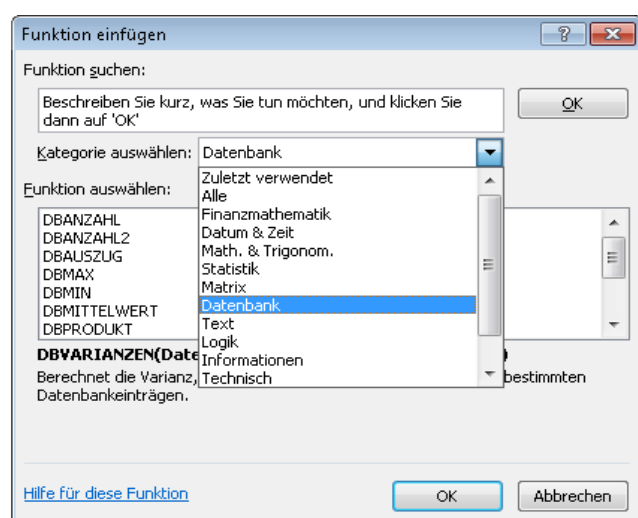 Funktion einfügen
Funktion suchen:
Beschreiben Sie kurz, was Sie tun möchten, und klicken Sie
dann auf 'OK'
OK
Kategorie auswählen:
Datenbank
Funktion auswählen:
Zuletzt verwendet
Alle
Finanzmathematik
Datum & Zeit
Math. & Trigonom.
Statistik
Matrix
Datenbank
Text
Logik
Informationen
Technisch
DBANZAHL
DBANZAHL2
DBAUSZUG
DBMAX
DBMIN
DBMITTELWERT
DBPRODUKT
DBVARIANZEN(Date )
Berechnet die Varianz, bestimmten
Datenbankeinträgen.
Hilfe für diese Funktion
OK
Abbrechen